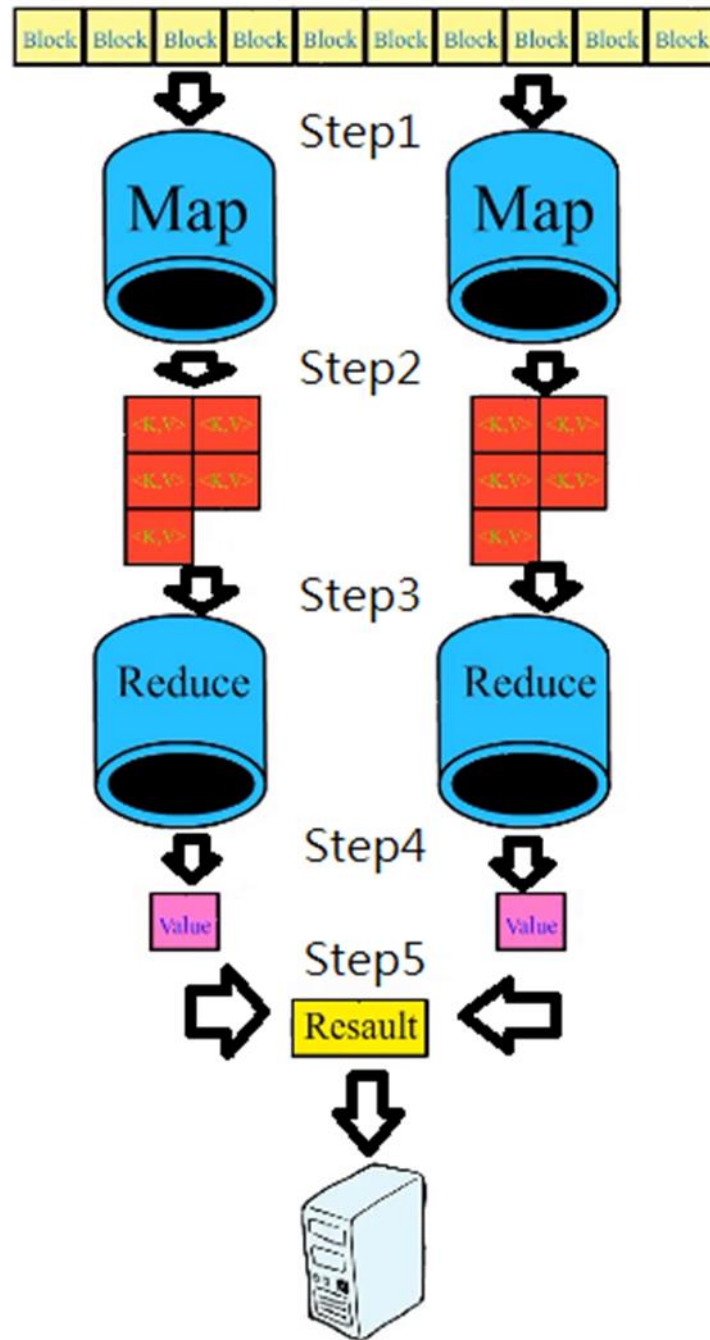 Block Block Block Block Block Block Block Block Block Block
Step1
Map Map
Step2
<K,V> <K,V> <K,V> <K,V>
<K,V> <K,V> <K,V> <K,V>
<K,V> <K,V>
Step3
Reduce Reduce
Step4
Value Value
Step5
Resault